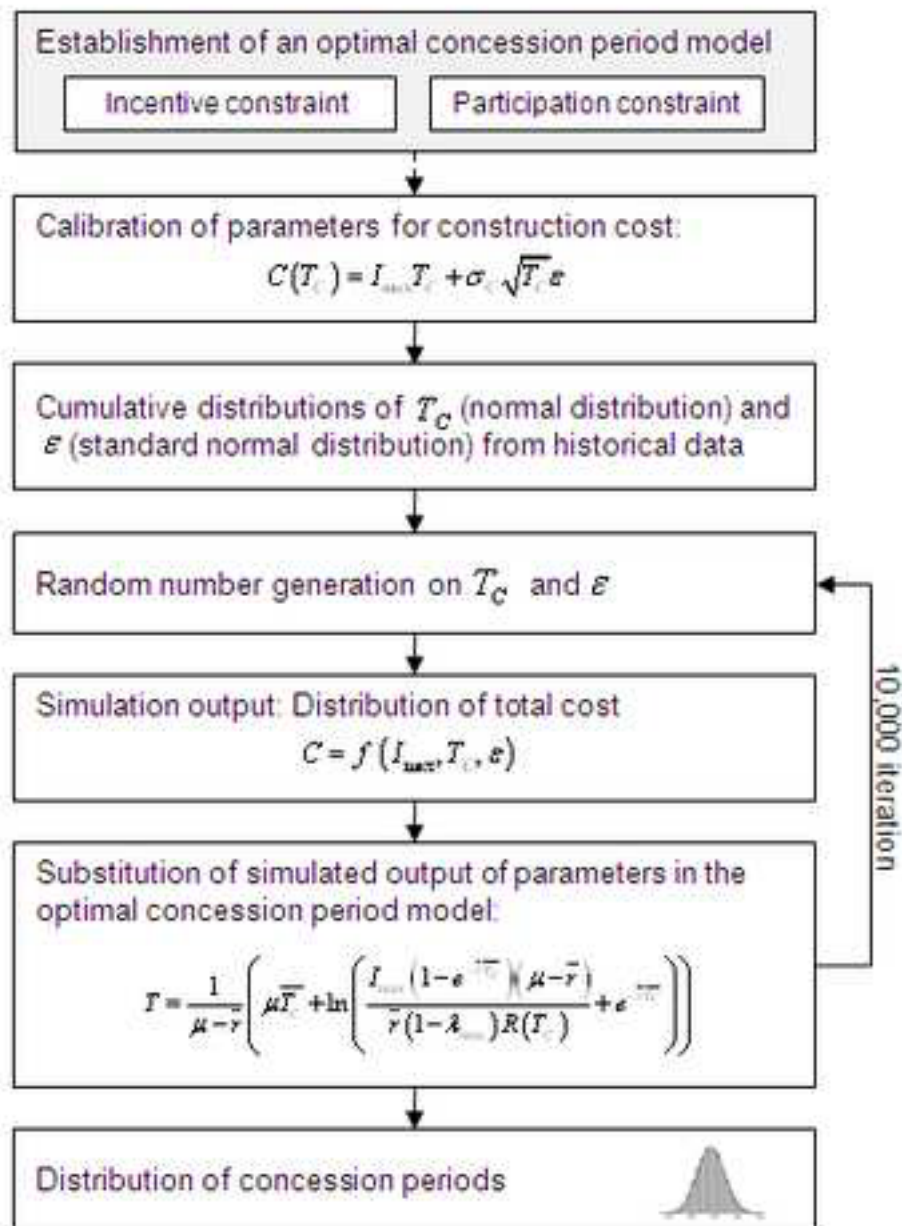 Establishment of an optimal concession period model
Incentive constraint
Participation constraint
Calibration of parameters for construction cost:
C(T_C) = I T_C + σ_C √T_C ε
Cumulative distributions of T_C (normal distribution) and
ε (standard normal distribution) from historical data
Random number generation on T_C and ε
Simulation output: Distribution of total cost
C = f(I, T_C, ε)
Substitution of simulated output of parameters in the
optimal concession period model:
Distribution of concession periods
10,000 iteration